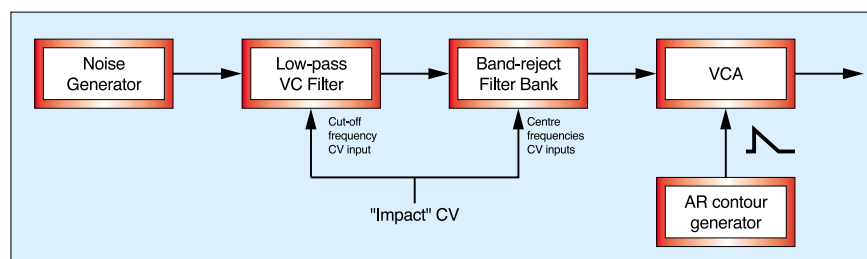 Noise
Generator
Low-pass
VC Filter
Band-reject
Filter Bank
VCA
Cut-off
frequency
CV input
Centre
frequencies
CV inputs
"Impact" CV
AR contour
generator